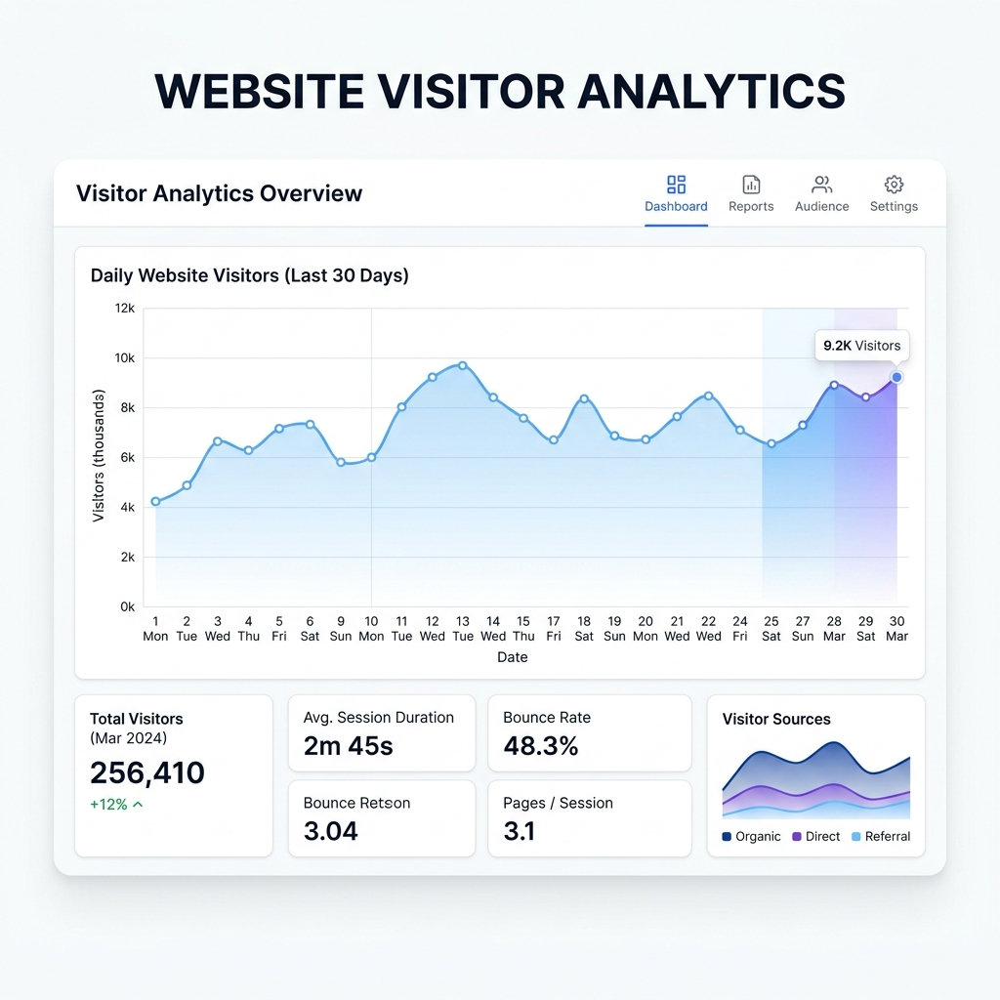 WEBSITE VISITOR ANALYTICS
Visitor Analytics Overview
Dashboard
Reports
Audience
Settings
Daily Website Visitors (Last 30 Days)
12k
10k
8k
6k
4k
2k
0k
Visitors (thousands)
9.2K Visitors
1 2 3 4 5 6 9 10 11 12 13 14 15 17 18 19 20 21 22 24 25 27 28 29 30
Mon Tue Wed Thu Fri Sat Sun Mon Tue Wed Tue Wed Thu Fri Sat Sun Mon Wed Wed Fri Sat Sun Mar Sat Mar
Date
Total Visitors
(Mar 2024)
256,410
+12%
Avg. Session Duration
2m 45s
Bounce Rate
48.3%
Bounce Retson
3.04
Pages / Session
3.1
Visitor Sources
Organic Direct Referral